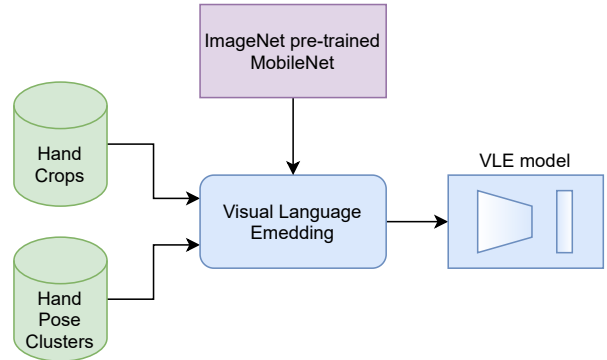 ImageNet pre-trained
MobileNet
Hand
Crops
Visual Language
Emedding
VLE model
Hand
Pose
Clusters